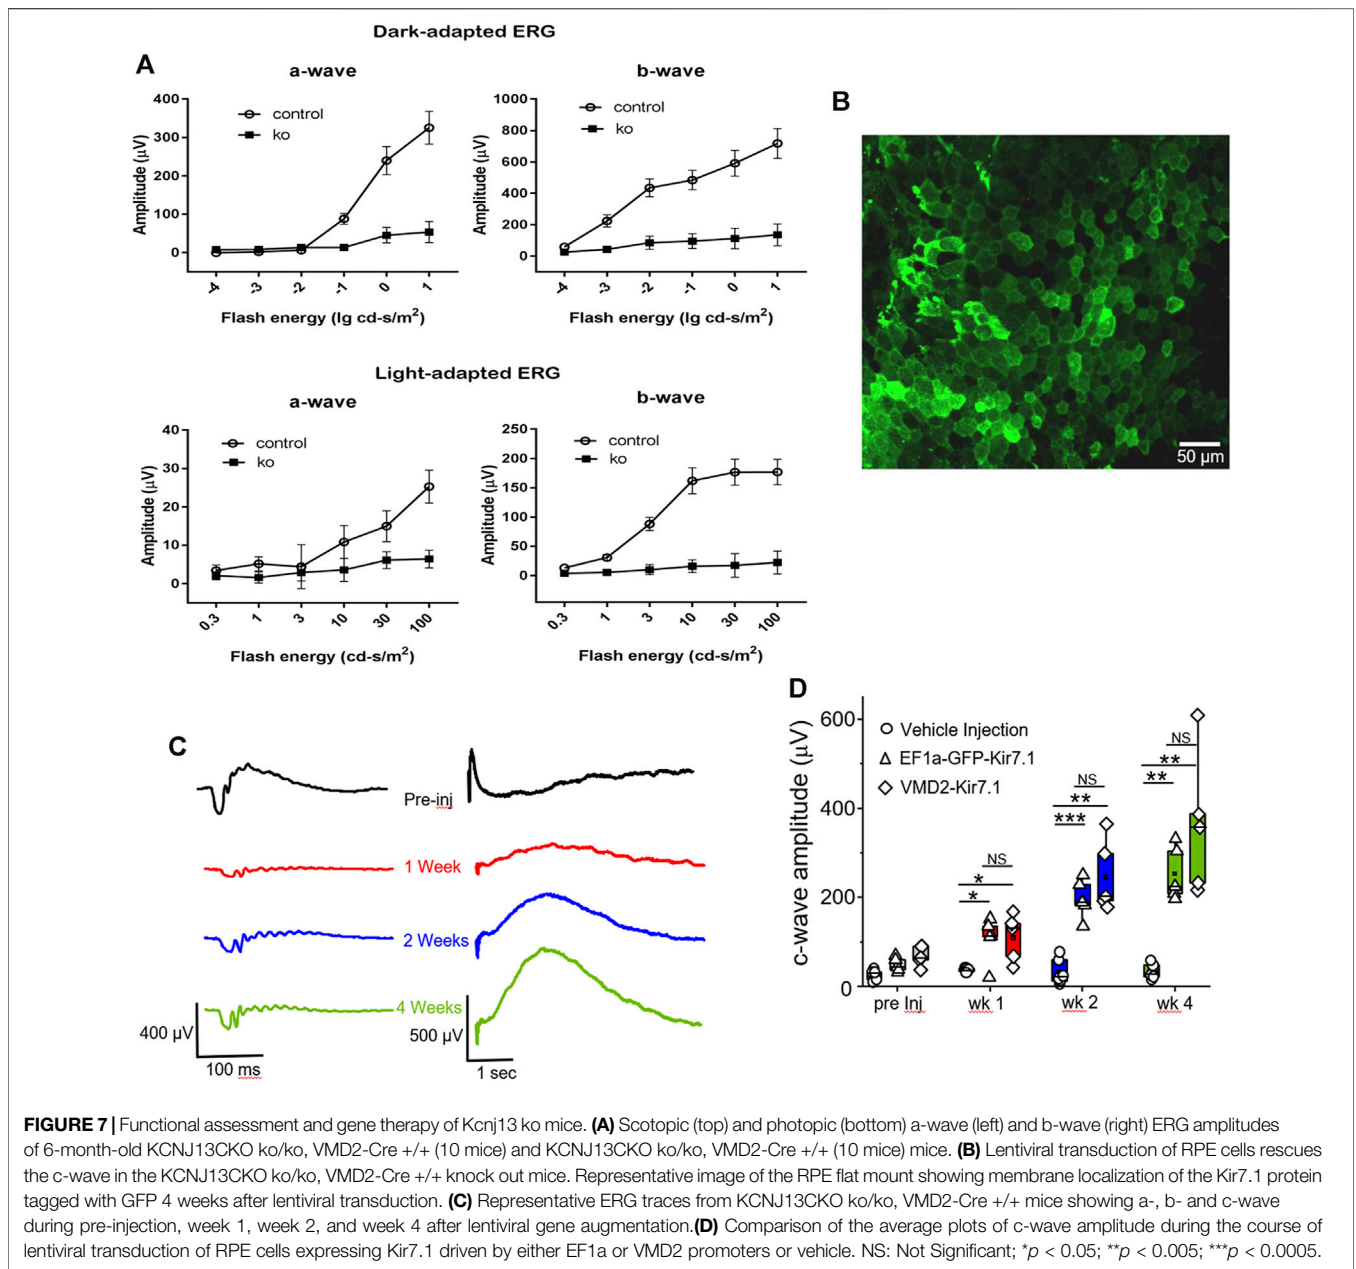 Dark-adapted ERG
A
a-wave
400
300
200
100
0
Amplitude (µV)
control
ko
-4 -3 -2 -1 0 1
Flash energy (lg cd-s/m²)
b-wave
1000
800
600
400
200
0
Amplitude (µV)
control
ko
-4 -3 -2 -1 0 1
Flash energy (lg cd-s/m²)
Light-adapted ERG
a-wave
40
30
20
10
0
Amplitude (µV)
control
ko
0.3 1 3 10 30 100
Flash energy (cd-s/m²)
b-wave
250
200
150
100
50
0
Amplitude (µV)
control
ko
0.3 1 3 10 30 100
Flash energy (cd-s/m²)
B
50 µm
C
Pre-inj
1 Week
2 Weeks
4 Weeks
400 µV
100 ms
500 µV
1 sec
D
c-wave amplitude (µV)
600
400
200
0
Vehicle Injection
EF1a-GFP-Kir7.1
VMD2-Kir7.1
NS
*
*
NS
**
***
NS
**
**
pre Inj wk 1 wk 2 wk 4
FIGURE 7 | Functional assessment and gene therapy of Kcnj13 ko mice. (A) Scotopic (top) and photopic (bottom) a-wave (left) and b-wave (right) ERG amplitudes
of 6-month-old KCNJ13CKO ko/ko, VMD2-Cre +/+ (10 mice) and KCNJ13CKO ko/ko, VMD2-Cre +/+ (10 mice) mice. (B) Lentiviral transduction of RPE cells rescues
the c-wave in the KCNJ13CKO ko/ko, VMD2-Cre +/+ knock out mice. Representative image of the RPE flat mount showing membrane localization of the Kir7.1 protein
tagged with GFP 4 weeks after lentiviral transduction. (C) Representative ERG traces from KCNJ13CKO ko/ko, VMD2-Cre +/+ mice showing a-, b- and c-wave
during pre-injection, week 1, week 2, and week 4 after lentiviral gene augmentation.(D) Comparison of the average plots of c-wave amplitude during the course of
lentiviral transduction of RPE cells expressing Kir7.1 driven by either EF1a or VMD2 promoters or vehicle. NS: Not Significant; *p < 0.05; **p < 0.005; ***p < 0.0005.